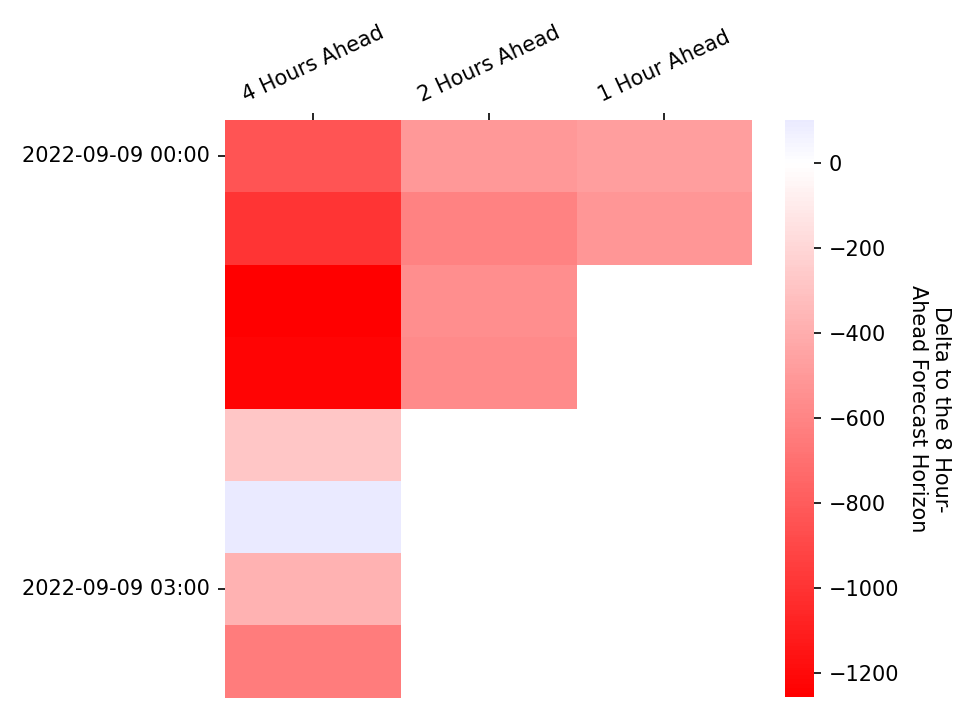 4 Hours Ahead
2 Hours Ahead
1 Hour Ahead
2022-09-09 00:00
2022-09-09 03:00
0
−200
−400
−600
−800
−1000
−1200
Delta to the 8 Hour-
Ahead Forecast Horizon